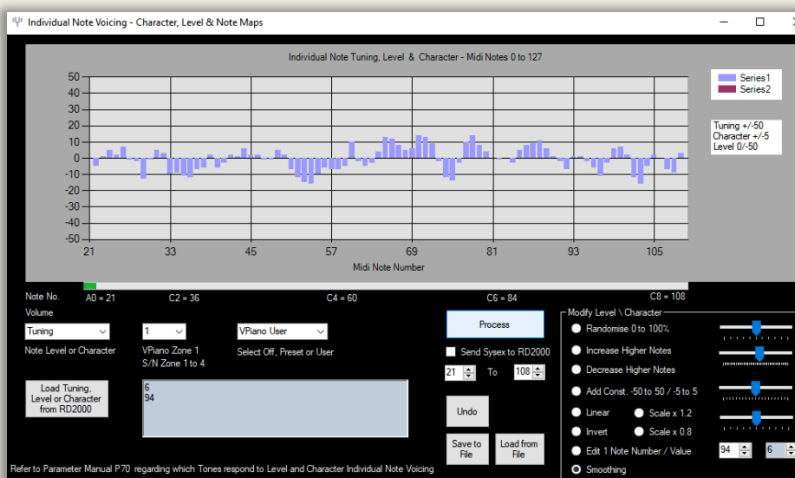 Individual Note Voicing - Character, Level & Note Maps
Individual Note Tuning, Level & Character - Midi Notes 0 to 127
50
40
30
20
10
0
-10
-20
-30
-40
-50
21 33 45 57 69 81 93 105
Midi Note Number
Series1
Series2
Tuning +/-50
Character +/-5
Level 0/-50
Note No. A0 = 21 C2 = 36 C4 = 60 C6 = 84 C8 = 108
Volume
Tuning
Note Level or Character
1
VPiano Zone 1
S/N Zone 1 to 4
VPiano User
Select Off, Preset or User
Load Tuning,
Level or Character
from RD2000
6
94
Process
Send Sysex to RD2000
21 To 108
Undo
Save to
File
Load from
File
Modify Level \ Character
Randomise 0 to 100%
Increase Higher Notes
Decrease Higher Notes
Add Const. -50 to 50 / -5 to 5
Linear Scale x 1.2
Invert Scale x 0.8
Edit 1 Note Number / Value 94 6
Smoothing
Refer to Parameter Manual P70 regarding which Tones respond to Level and Character Individual Note Voicing